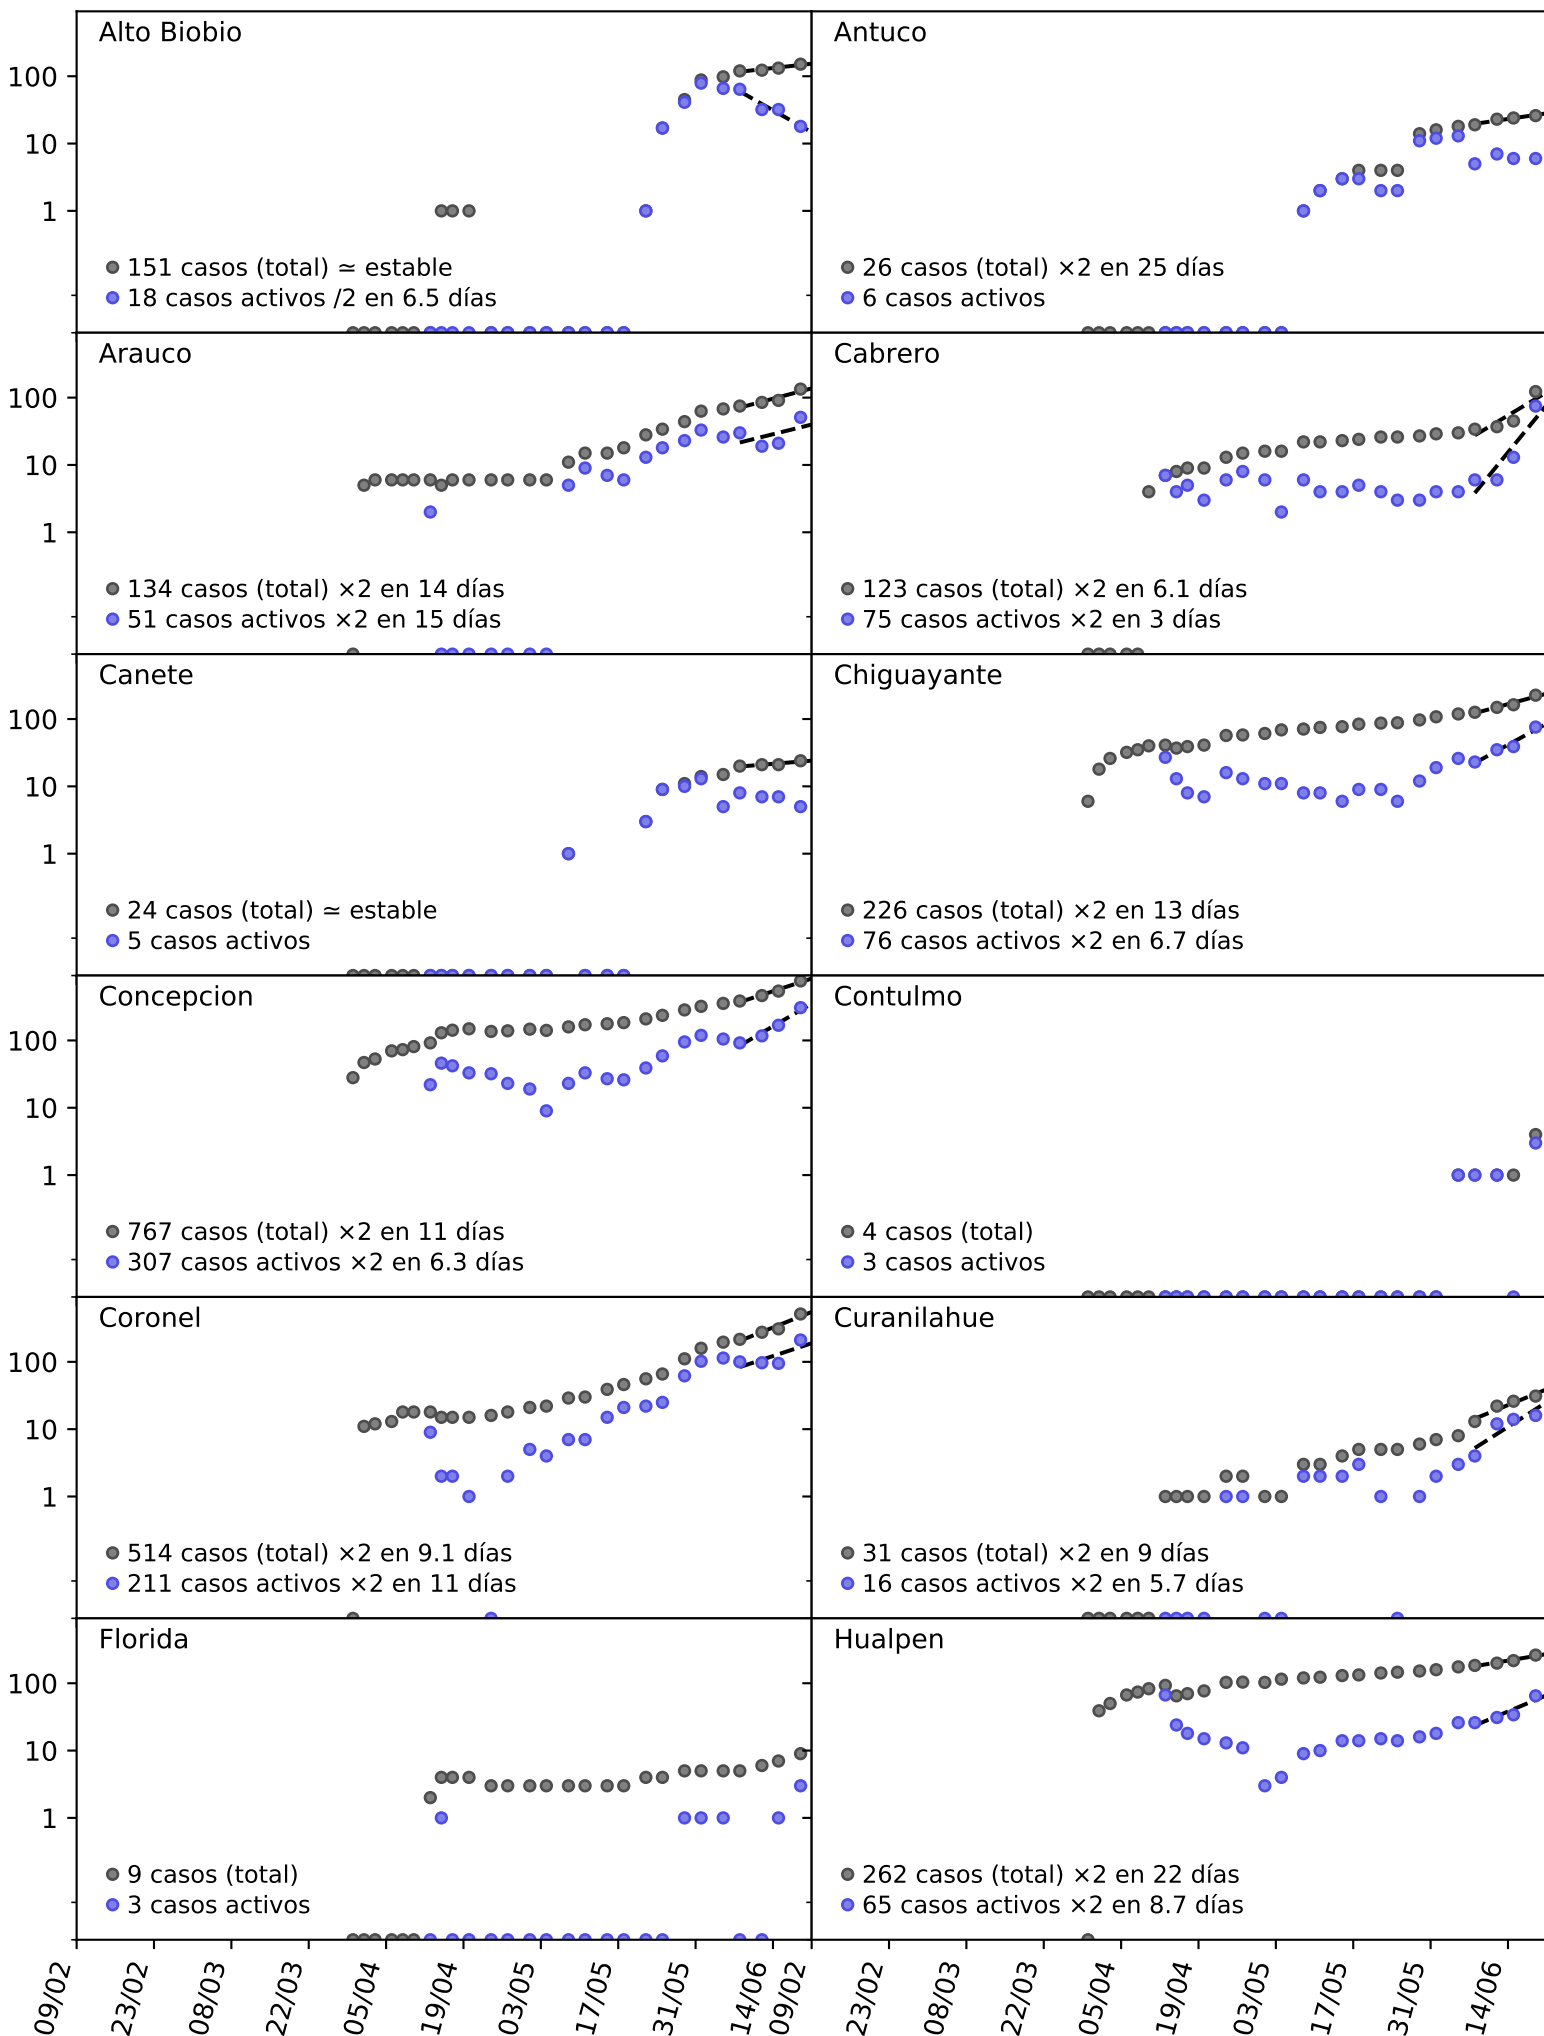 Alto Biobio
100
10
1
151 casos (total) ≃ estable
18 casos activos /2 en 6.5 días
Antuco
26 casos (total) ×2 en 25 días
6 casos activos
Arauco
100
10
1
134 casos (total) ×2 en 14 días
51 casos activos ×2 en 15 días
Cabrero
123 casos (total) ×2 en 6.1 días
75 casos activos ×2 en 3 días
Canete
100
10
1
24 casos (total) ≃ estable
5 casos activos
Chiguayante
226 casos (total) ×2 en 13 días
76 casos activos ×2 en 6.7 días
Concepcion
100
10
1
767 casos (total) ×2 en 11 días
307 casos activos ×2 en 6.3 días
Contulmo
4 casos (total)
3 casos activos
Coronel
100
10
1
514 casos (total) ×2 en 9.1 días
211 casos activos ×2 en 11 días
Curanilahue
31 casos (total) ×2 en 9 días
16 casos activos ×2 en 5.7 días
Florida
100
10
1
9 casos (total)
3 casos activos
Hualpen
262 casos (total) ×2 en 22 días
65 casos activos ×2 en 8.7 días
09/02
23/02
08/03
22/03
05/04
19/04
03/05
17/05
31/05
14/06
09/02
23/02
08/03
22/03
05/04
19/04
03/05
17/05
31/05
14/06